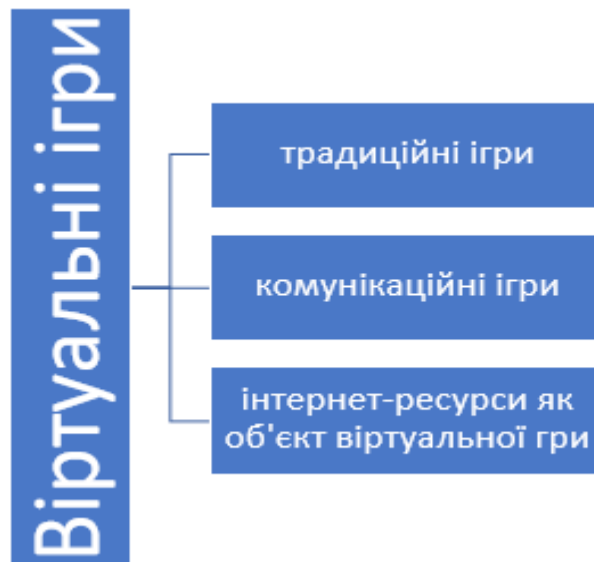 Віртуальні ігри
традиційні ігри
комунікаційні ігри
інтернет-ресурси як
об'єкт віртуальної гри